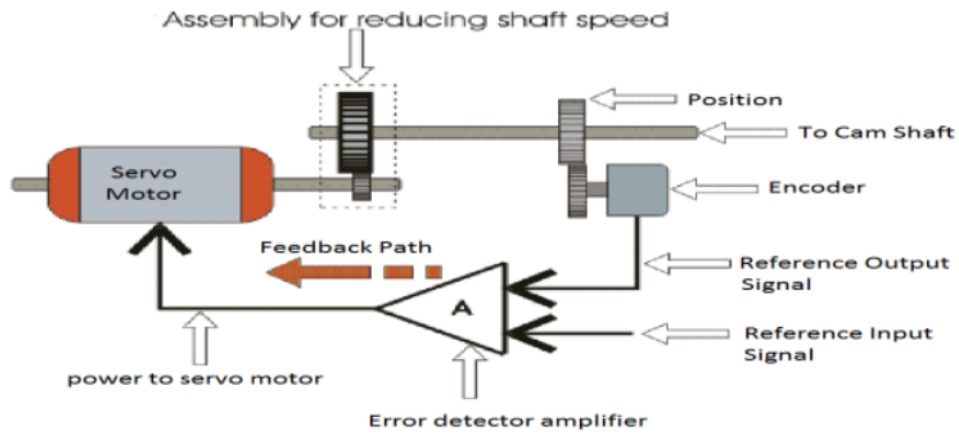 Assembly for reducing shaft speed
Position
To Cam Shaft
Servo
Motor
Encoder
Feedback Path
Reference Output
Signal
A
Reference Input
Signal
power to servo motor
Error detector amplifier